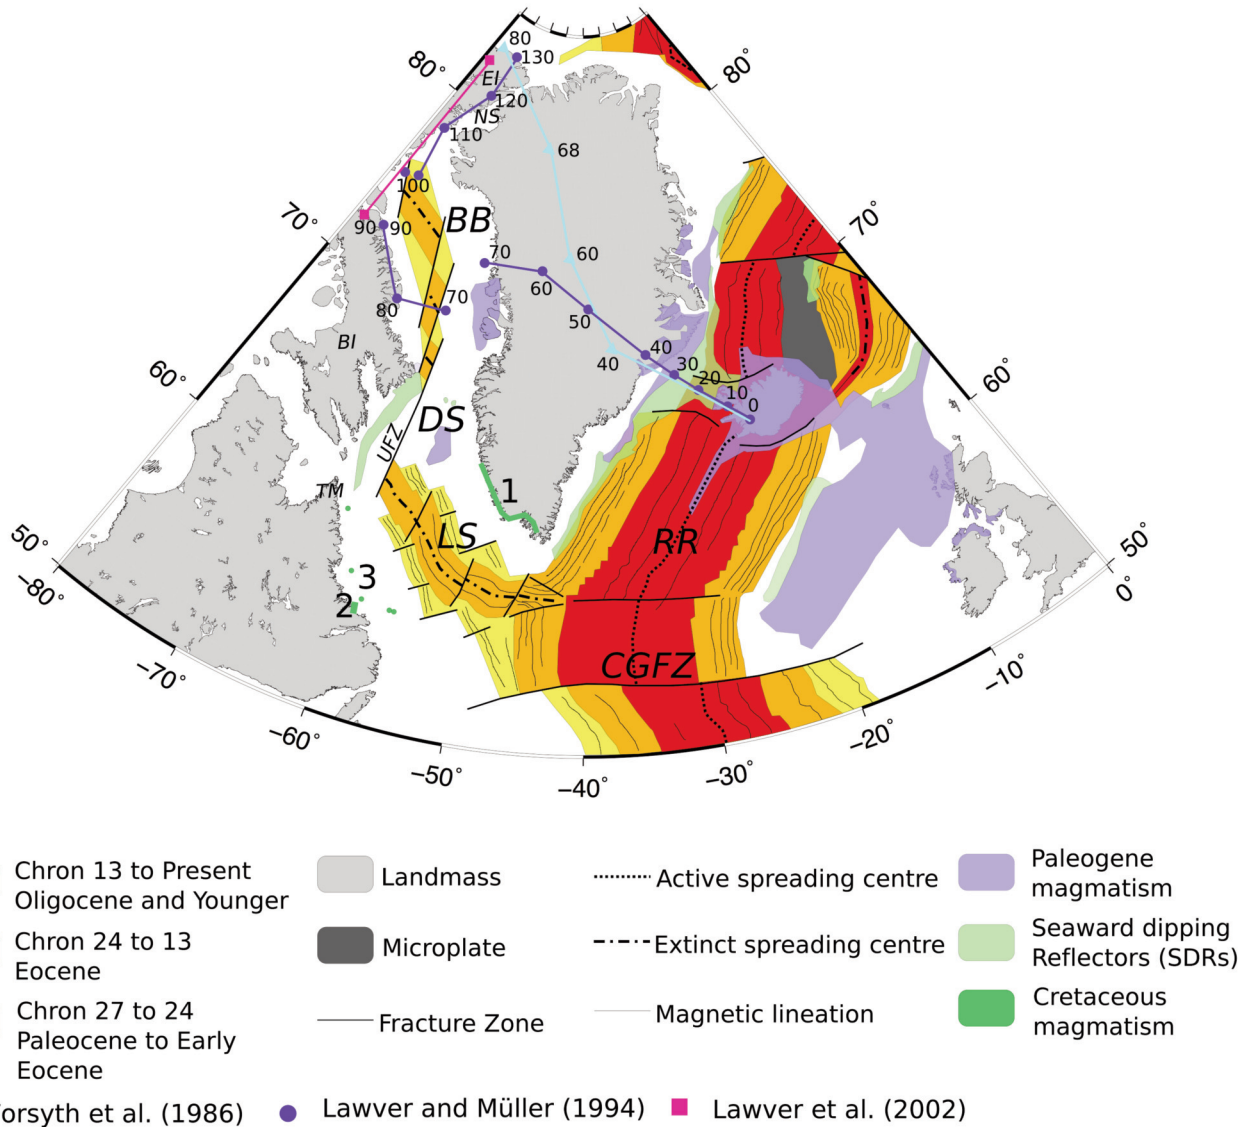 80
130
80°
80°
EI
120
NS
110
68
100
BB
70°
70°
90
90
70
60
60
80
70
50
BI
40
40
30
20
10
0
60°
60°
DS
UFZ
TM
1
LS
RR
50°
50°
3
2
0°
−80°
CGFZ
−70°
−10°
−60°
−20°
−50°
−30°
−40°
Chron 13 to Present
Oligocene and Younger
Landmass
Active spreading centre
Paleogene
magmatism
Chron 24 to 13
Eocene
Microplate
Extinct spreading centre
Seaward dipping
Reflectors (SDRs)
Chron 27 to 24
Paleocene to Early
Eocene
Fracture Zone
Magnetic lineation
Cretaceous
magmatism
orsyth et al. (1986)
Lawver and Müller (1994)
Lawver et al. (2002)